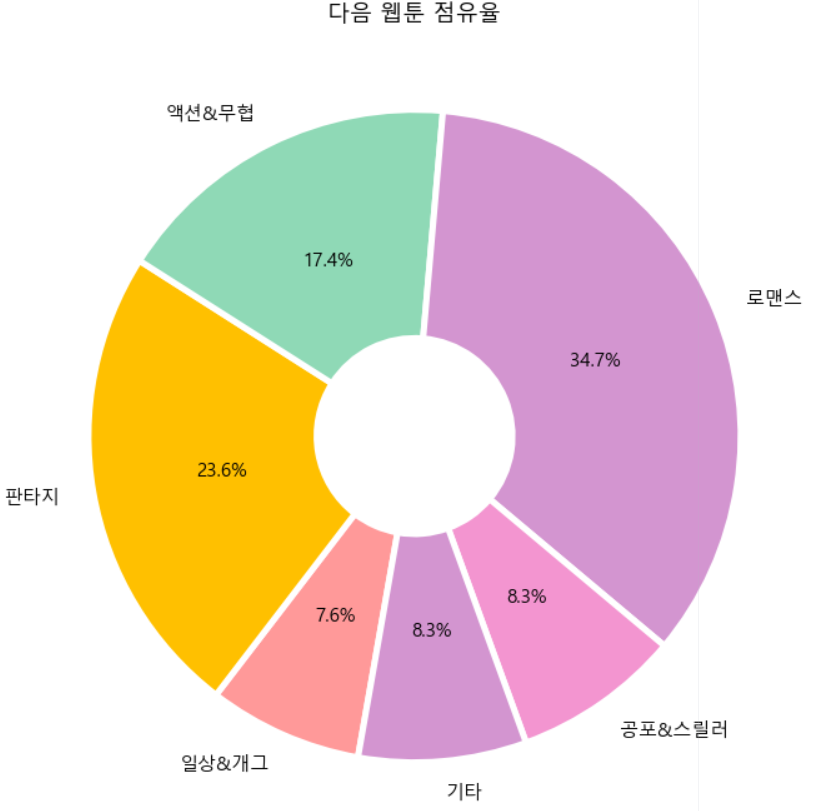 다음 웹툰 점유율
액션&무협
17.4%
로맨스
34.7%
판타지
23.6%
8.3%
7.6%
8.3%
공포&스릴러
일상&개그
기타